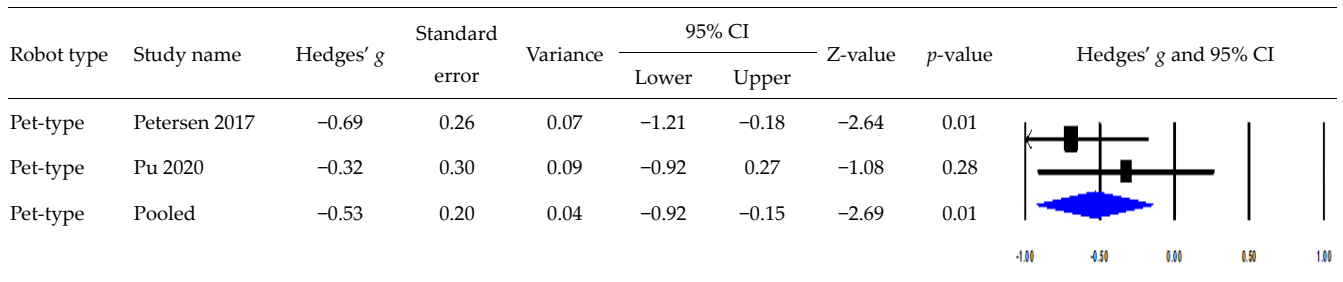 Robot type Study name Hedges' g Standard error Variance 95% CI Lower Upper Z-value p-value Hedges' g and 95% CI
Pet-type Petersen 2017 −0.69 0.26 0.07 −1.21 −0.18 −2.64 0.01
Pet-type Pu 2020 −0.32 0.30 0.09 −0.92 0.27 −1.08 0.28
Pet-type Pooled −0.53 0.20 0.04 −0.92 −0.15 −2.69 0.01
-1.00 -0.50 0.00 0.50 1.00